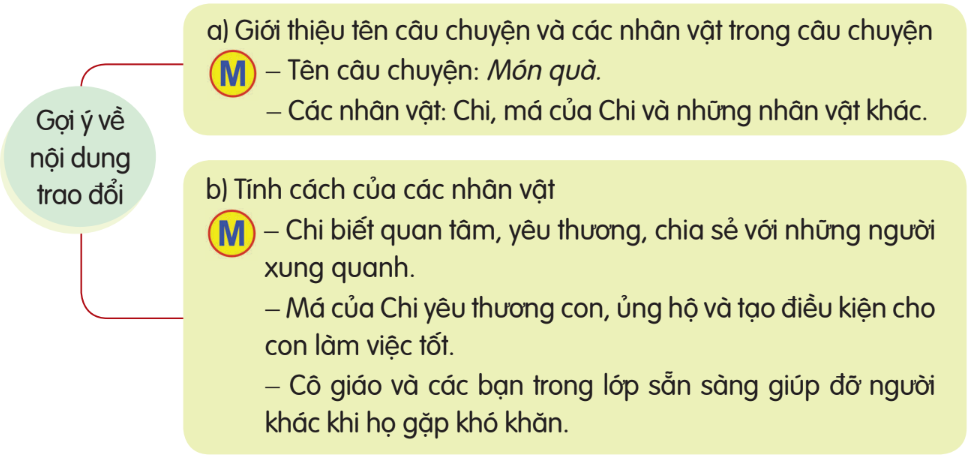 Gợi ý về
nội dung
trao đổi
a) Giới thiệu tên câu chuyện và các nhân vật trong câu chuyện
M – Tên câu chuyện: Món quà.
– Các nhân vật: Chi, má của Chi và những nhân vật khác.
b) Tính cách của các nhân vật
M – Chi biết quan tâm, yêu thương, chia sẻ với những người
xung quanh.
– Má của Chi yêu thương con, ủng hộ và tạo điều kiện cho
con làm việc tốt.
– Cô giáo và các bạn trong lớp sẵn sàng giúp đỡ người
khác khi họ gặp khó khăn.